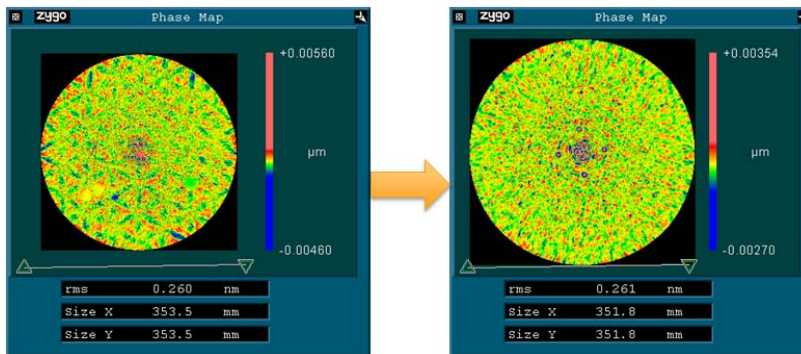 zygo Phase Map
+0.00560
µm
-0.00460
rms 0.260 nm
Size X 353.5 mm
Size Y 353.5 mm
zygo Phase Map
+0.00354
µm
-0.00270
rms 0.261 nm
Size X 351.8 mm
Size Y 351.8 mm